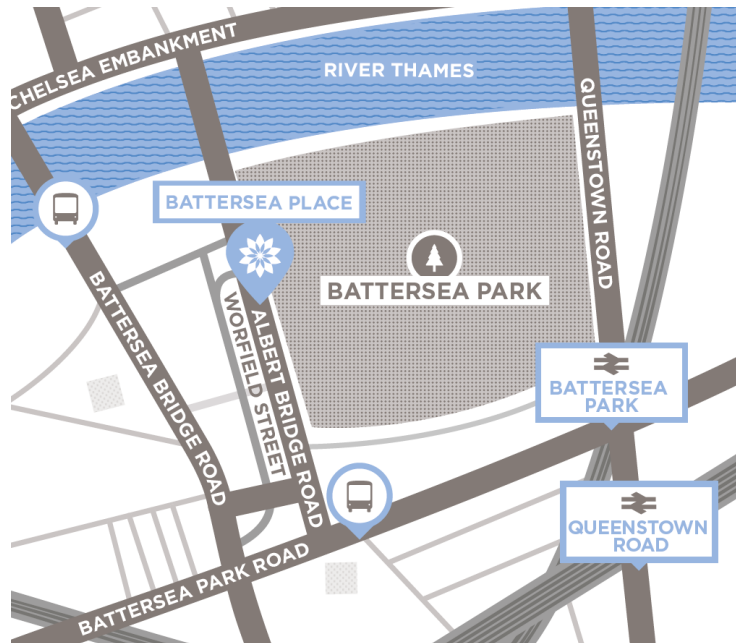 CHELSEA EMBANKMENT
RIVER THAMES
QUEENSTOWN ROAD
BATTERSEA PLACE
BATTERSEA PARK
BATTERSEA BRIDGE ROAD
WORFIELD STREET
ALBERT BRIDGE ROAD
BATTERSEA
PARK
QUEENSTOWN
ROAD
BATTERSEA PARK ROAD